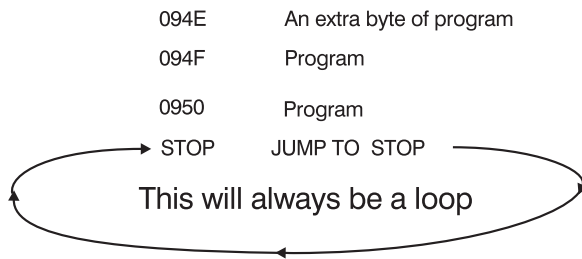 094E An extra byte of program
094F Program
0950 Program
STOP JUMP TO STOP
This will always be a loop